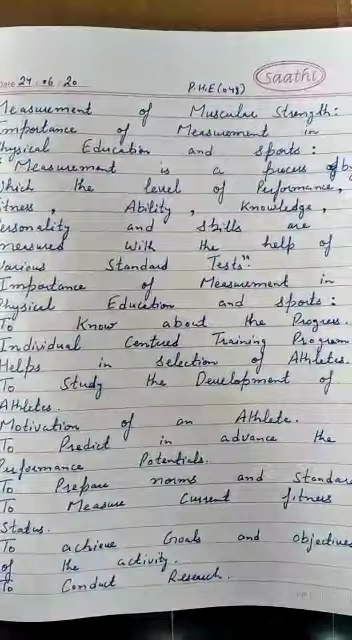 Date 24.06.20 P.H.E(048) saathi
Measurement of Muscular Strength:
Importance of Measurement in
Physical Education and sports:
Measurement is a process of by
which the level of Performance,
fitness, Ability, Knowledge,
Personality and skills are
measured with the help of
Various Standard Tests".
Importance of Measurement in
Physical Education and sports:
To Know about the Progress.
Individual Centred Training Program
Helps in selection of Athletes.
To Study the Development of
Athletes.
Motivation of an Athlete.
To Predict in advance the
Performance Potentials.
To Prepare norms and Standard
To Measure Current fitness
Status.
To achieve Goals and objectives
of the activity.
To Conduct Research.